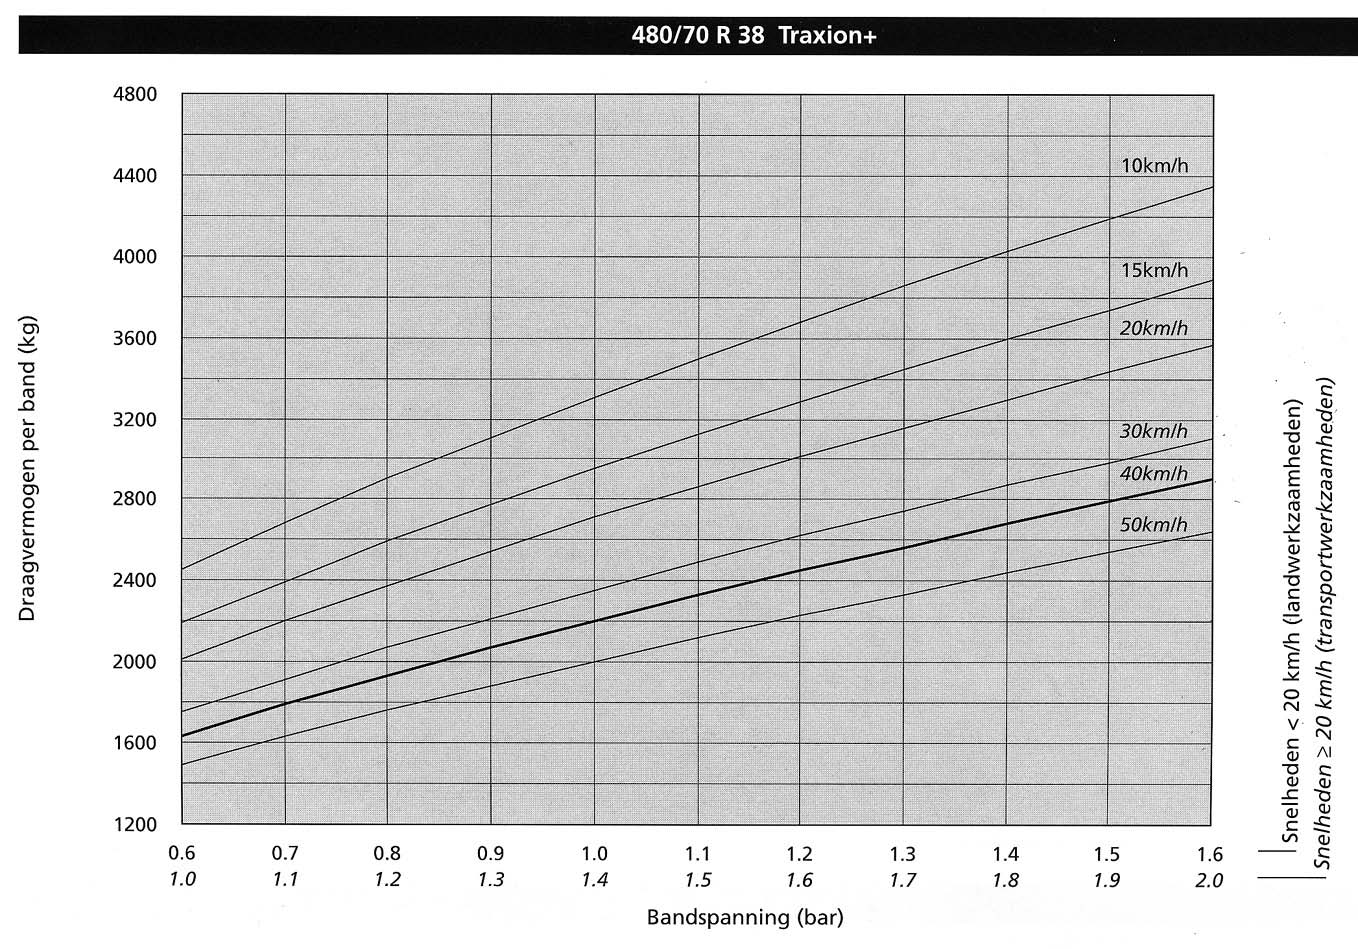 480/70 R 38 Traxion+
Draagvermogen per band (kg)
4800
4400
4000
3600
3200
2800
2400
2000
1600
1200
10km/h
15km/h
20km/h
30km/h
40km/h
50km/h
0.6 0.7 0.8 0.9 1.0 1.1 1.2 1.3 1.4 1.5 1.6
1.0 1.1 1.2 1.3 1.4 1.5 1.6 1.7 1.8 1.9 2.0
Bandspanning (bar)
Snelheden < 20 km/h (landwerkzaamheden)
Snelheden ≥ 20 km/h (transportwerkzaamheden)